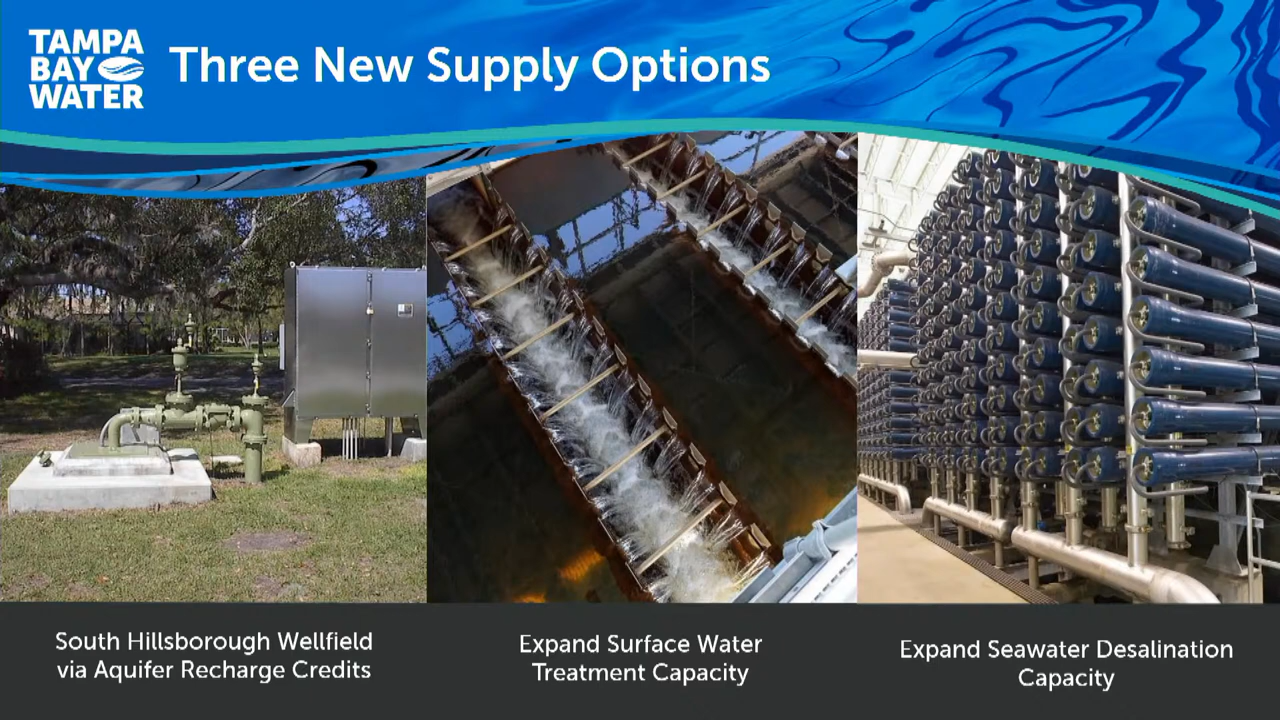 TAMPA
BAY
WATER
Three New Supply Options
South Hillsborough Wellfield
via Aquifer Recharge Credits
Expand Surface Water
Treatment Capacity
Expand Seawater Desalination
Capacity